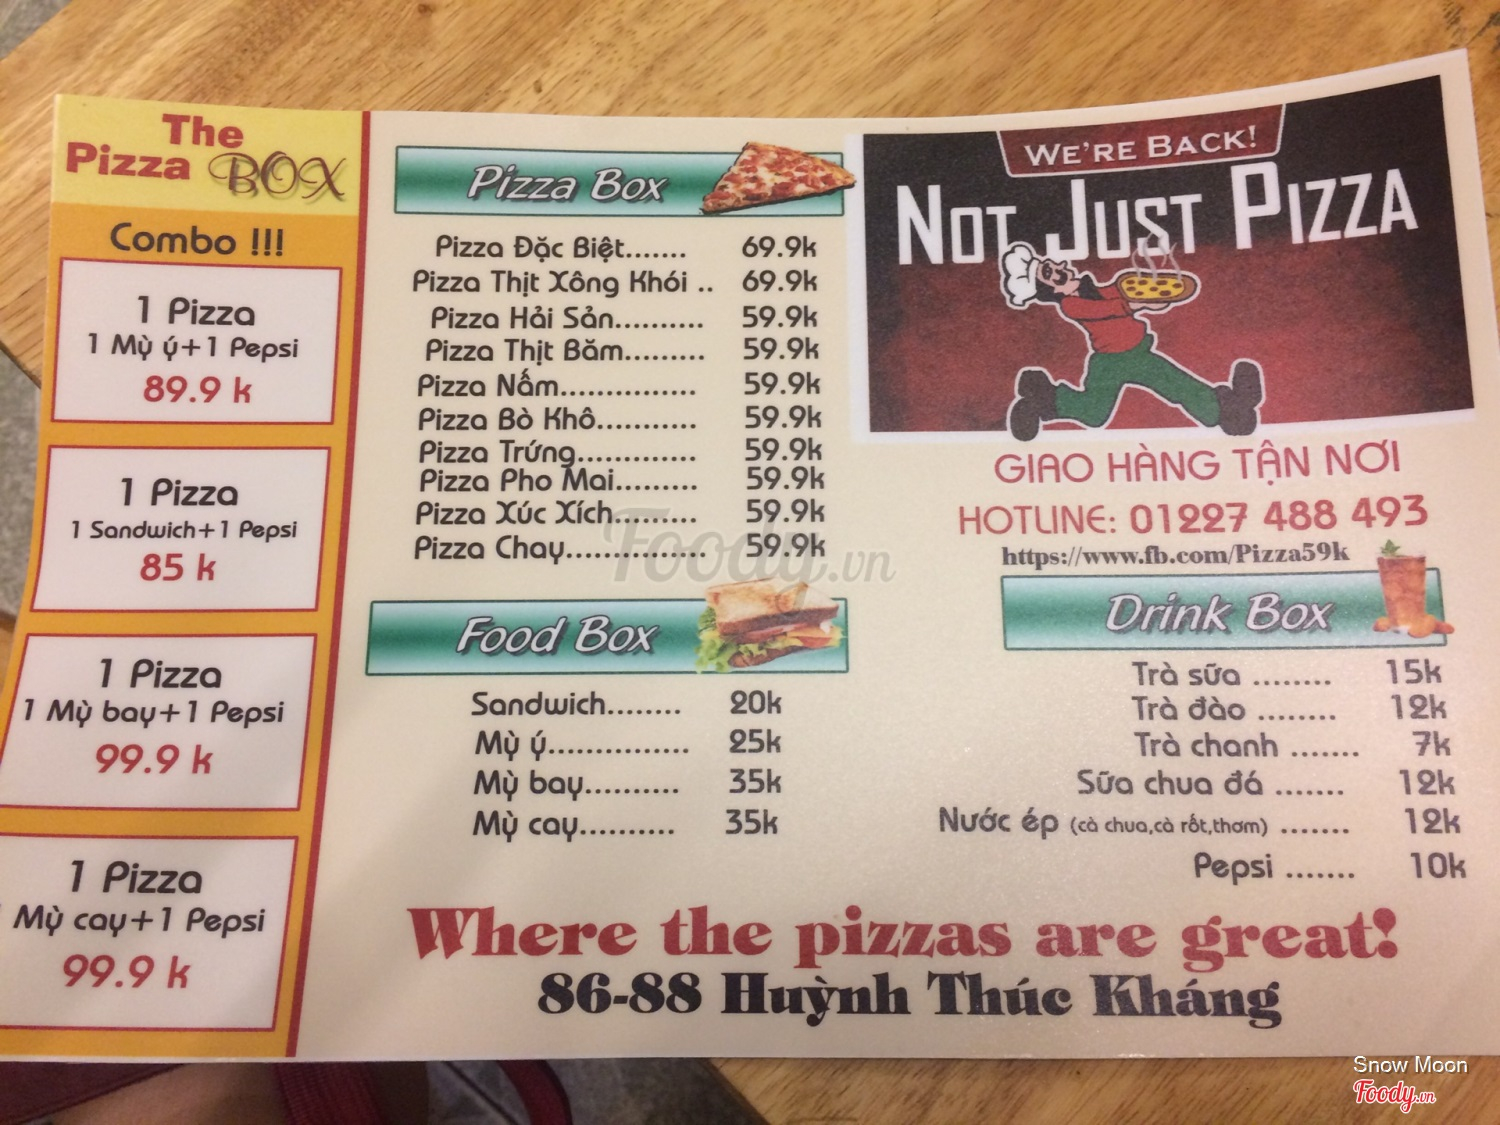 The
Pizza BOX
Combo !!!
1 Pizza
1 Mỳ ý+1 Pepsi
89.9 k
1 Pizza
1 Sandwich+1 Pepsi
85 k
1 Pizza
1 Mỳ bay+1 Pepsi
99.9 k
1 Pizza
Mỳ cay+1 Pepsi
99.9 k
Pizza Box
Pizza Đặc Biệt....... 69.9k
Pizza Thịt Xông Khói .. 69.9k
Pizza Hải Sản.......... 59.9k
Pizza Thịt Băm......... 59.9k
Pizza Nấm............... 59.9k
Pizza Bò Khô........... 59.9k
Pizza Trứng............. 59.9k
Pizza Pho Mai......... 59.9k
Pizza Xúc Xích......... 59.9k
Pizza Chay............... 59.9k
Food Box
Sandwich........ 20k
Mỳ ý............... 25k
Mỳ bay.......... 35k
Mỳ cay.......... 35k
WE'RE BACK!
NOT JUST PIZZA
GIAO HÀNG TẬN NƠI
HOTLINE: 01227 488 493
https://www.fb.com/Pizza59k
Drink Box
Trà sữa ........ 15k
Trà đào ........ 12k
Trà chanh ....... 7k
Sữa chua đá ....... 12k
Nước ép (cà chua,cà rốt,thơm) ....... 12k
Pepsi ....... 10k
Where the pizzas are great!
86-88 Huỳnh Thúc Kháng
Foody.vn
Snow Moon
Foody.vn